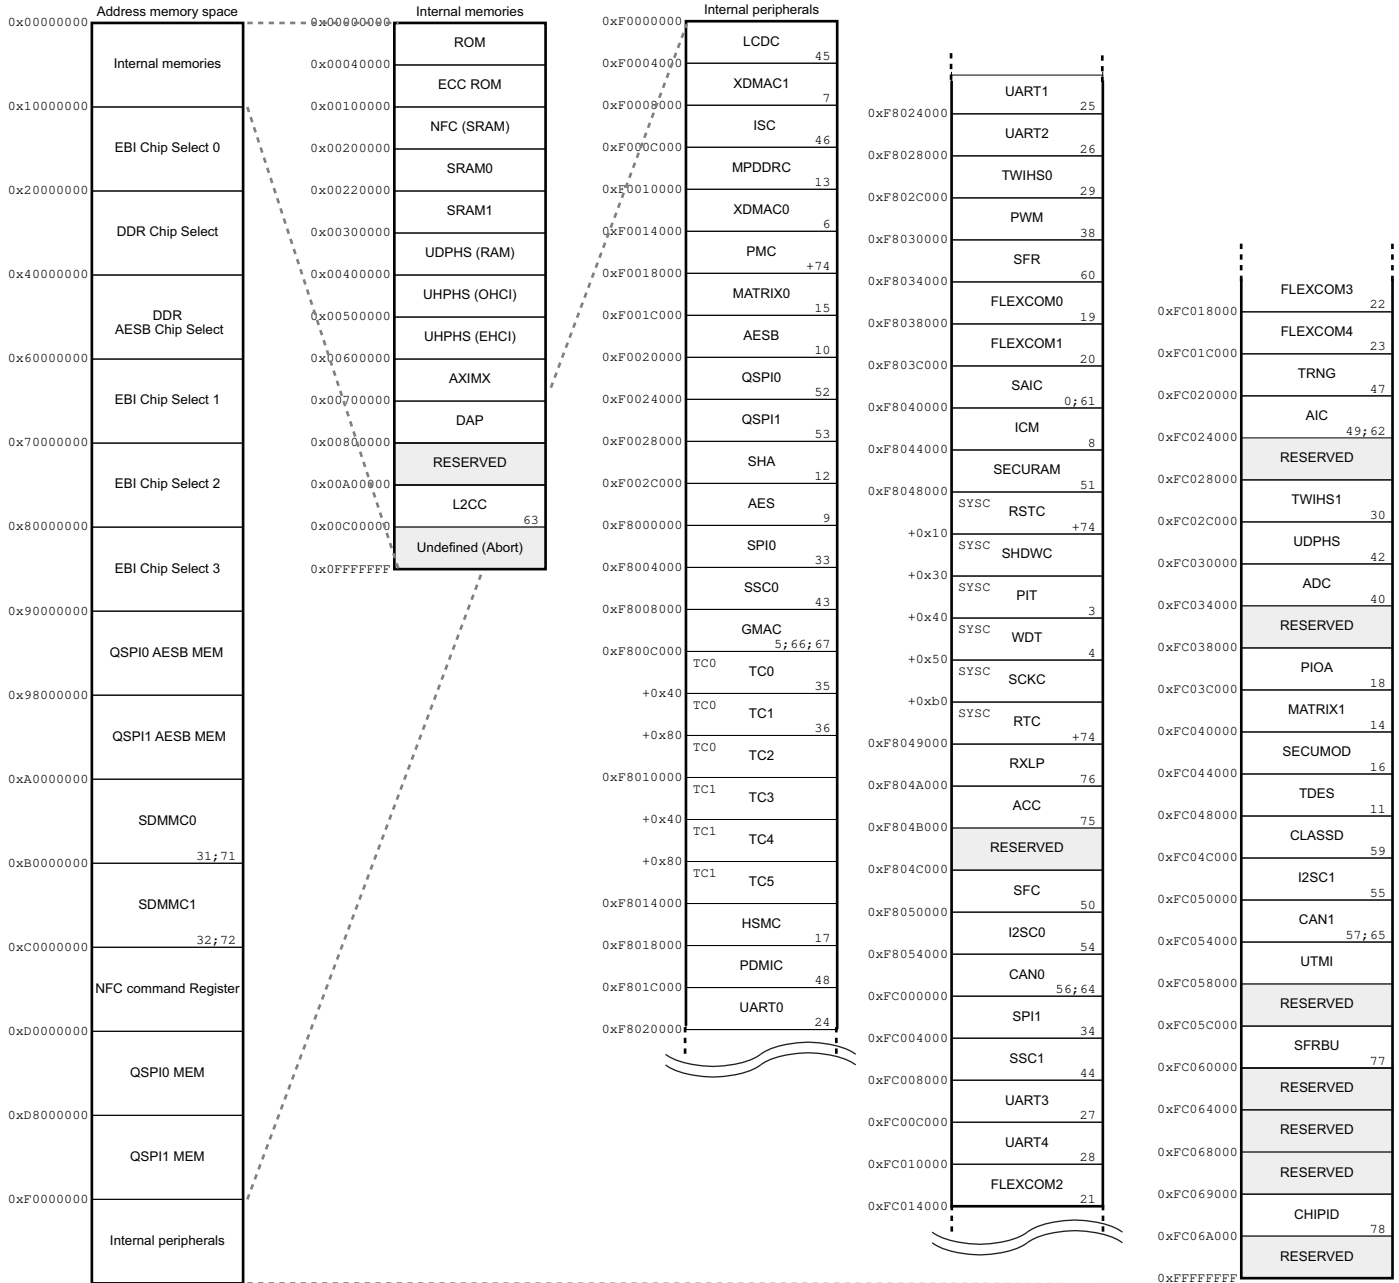 Address memory space
0x00000000
Internal memories
0x10000000
EBI Chip Select 0
0x20000000
DDR Chip Select
0x40000000
DDR
AESB Chip Select
0x60000000
EBI Chip Select 1
0x70000000
EBI Chip Select 2
0x80000000
EBI Chip Select 3
0x90000000
QSPI0 AESB MEM
0x98000000
QSPI1 AESB MEM
0xA0000000
SDMMC0
31;71
0xB0000000
SDMMC1
32;72
0xC0000000
NFC command Register
0xD0000000
QSPI0 MEM
0xD8000000
QSPI1 MEM
0xF0000000
Internal peripherals
Internal memories
0x00000000
ROM
0x00040000
ECC ROM
0x00100000
NFC (SRAM)
0x00200000
SRAM0
0x00220000
SRAM1
0x00300000
UDPHS (RAM)
0x00400000
UHPHS (OHCI)
0x00500000
UHPHS (EHCI)
0x00600000
AXIMX
0x00700000
DAP
0x00800000
RESERVED
0x00A00000
L2CC
63
0x00C00000
Undefined (Abort)
0x0FFFFFFF
Internal peripherals
0xF0000000
LCDC
45
0xF0004000
XDMAC1
7
0xF0008000
ISC
46
0xF000C000
MPDDRC
13
0xF0010000
XDMAC0
6
0xF0014000
PMC
+74
0xF0018000
MATRIX0
15
0xF001C000
AESB
10
0xF0020000
QSPI0
52
0xF0024000
QSPI1
53
0xF0028000
SHA
12
0xF002C000
AES
9
0xF8000000
SPI0
33
0xF8004000
SSC0
43
0xF8008000
GMAC
5;66;67
0xF800C000
TC0
TC0
35
+0x40
TC0
TC1
36
+0x80
TC0
TC2
0xF8010000
TC1
TC3
+0x40
TC1
TC4
+0x80
TC1
TC5
0xF8014000
HSMC
17
0xF8018000
PDMIC
48
0xF801C000
UART0
24
0xF8020000
UART1
25
0xF8024000
UART2
26
0xF8028000
TWIHS0
29
0xF802C000
PWM
38
0xF8030000
SFR
60
0xF8034000
FLEXCOM0
19
0xF8038000
FLEXCOM1
20
0xF803C000
SAIC
0;61
0xF8040000
ICM
8
0xF8044000
SECURAM
51
0xF8048000
SYSC
RSTC
+74
+0x10
SYSC
SHDWC
+0x30
SYSC
PIT
3
+0x40
SYSC
WDT
4
+0x50
SYSC
SCKC
+0xb0
SYSC
RTC
+74
0xF8049000
RXLP
76
0xF804A000
ACC
75
0xF804B000
RESERVED
0xF804C000
SFC
50
0xF8050000
I2SC0
54
0xF8054000
CAN0
56;64
0xFC000000
SPI1
34
0xFC004000
SSC1
44
0xFC008000
UART3
27
0xFC00C000
UART4
28
0xFC010000
FLEXCOM2
21
0xFC014000
FLEXCOM3
22
0xFC018000
FLEXCOM4
23
0xFC01C000
TRNG
47
0xFC020000
AIC
49;62
0xFC024000
RESERVED
0xFC028000
TWIHS1
30
0xFC02C000
UDPHS
42
0xFC030000
ADC
40
0xFC034000
RESERVED
0xFC038000
PIOA
18
0xFC03C000
MATRIX1
14
0xFC040000
SECUMOD
16
0xFC044000
TDES
11
0xFC048000
CLASSD
59
0xFC04C000
I2SC1
55
0xFC050000
CAN1
57;65
0xFC054000
UTMI
0xFC058000
RESERVED
0xFC05C000
SFRBU
77
0xFC060000
RESERVED
0xFC064000
RESERVED
0xFC068000
RESERVED
0xFC069000
CHIPID
78
0xFC06A000
RESERVED
0xFFFFFFFF